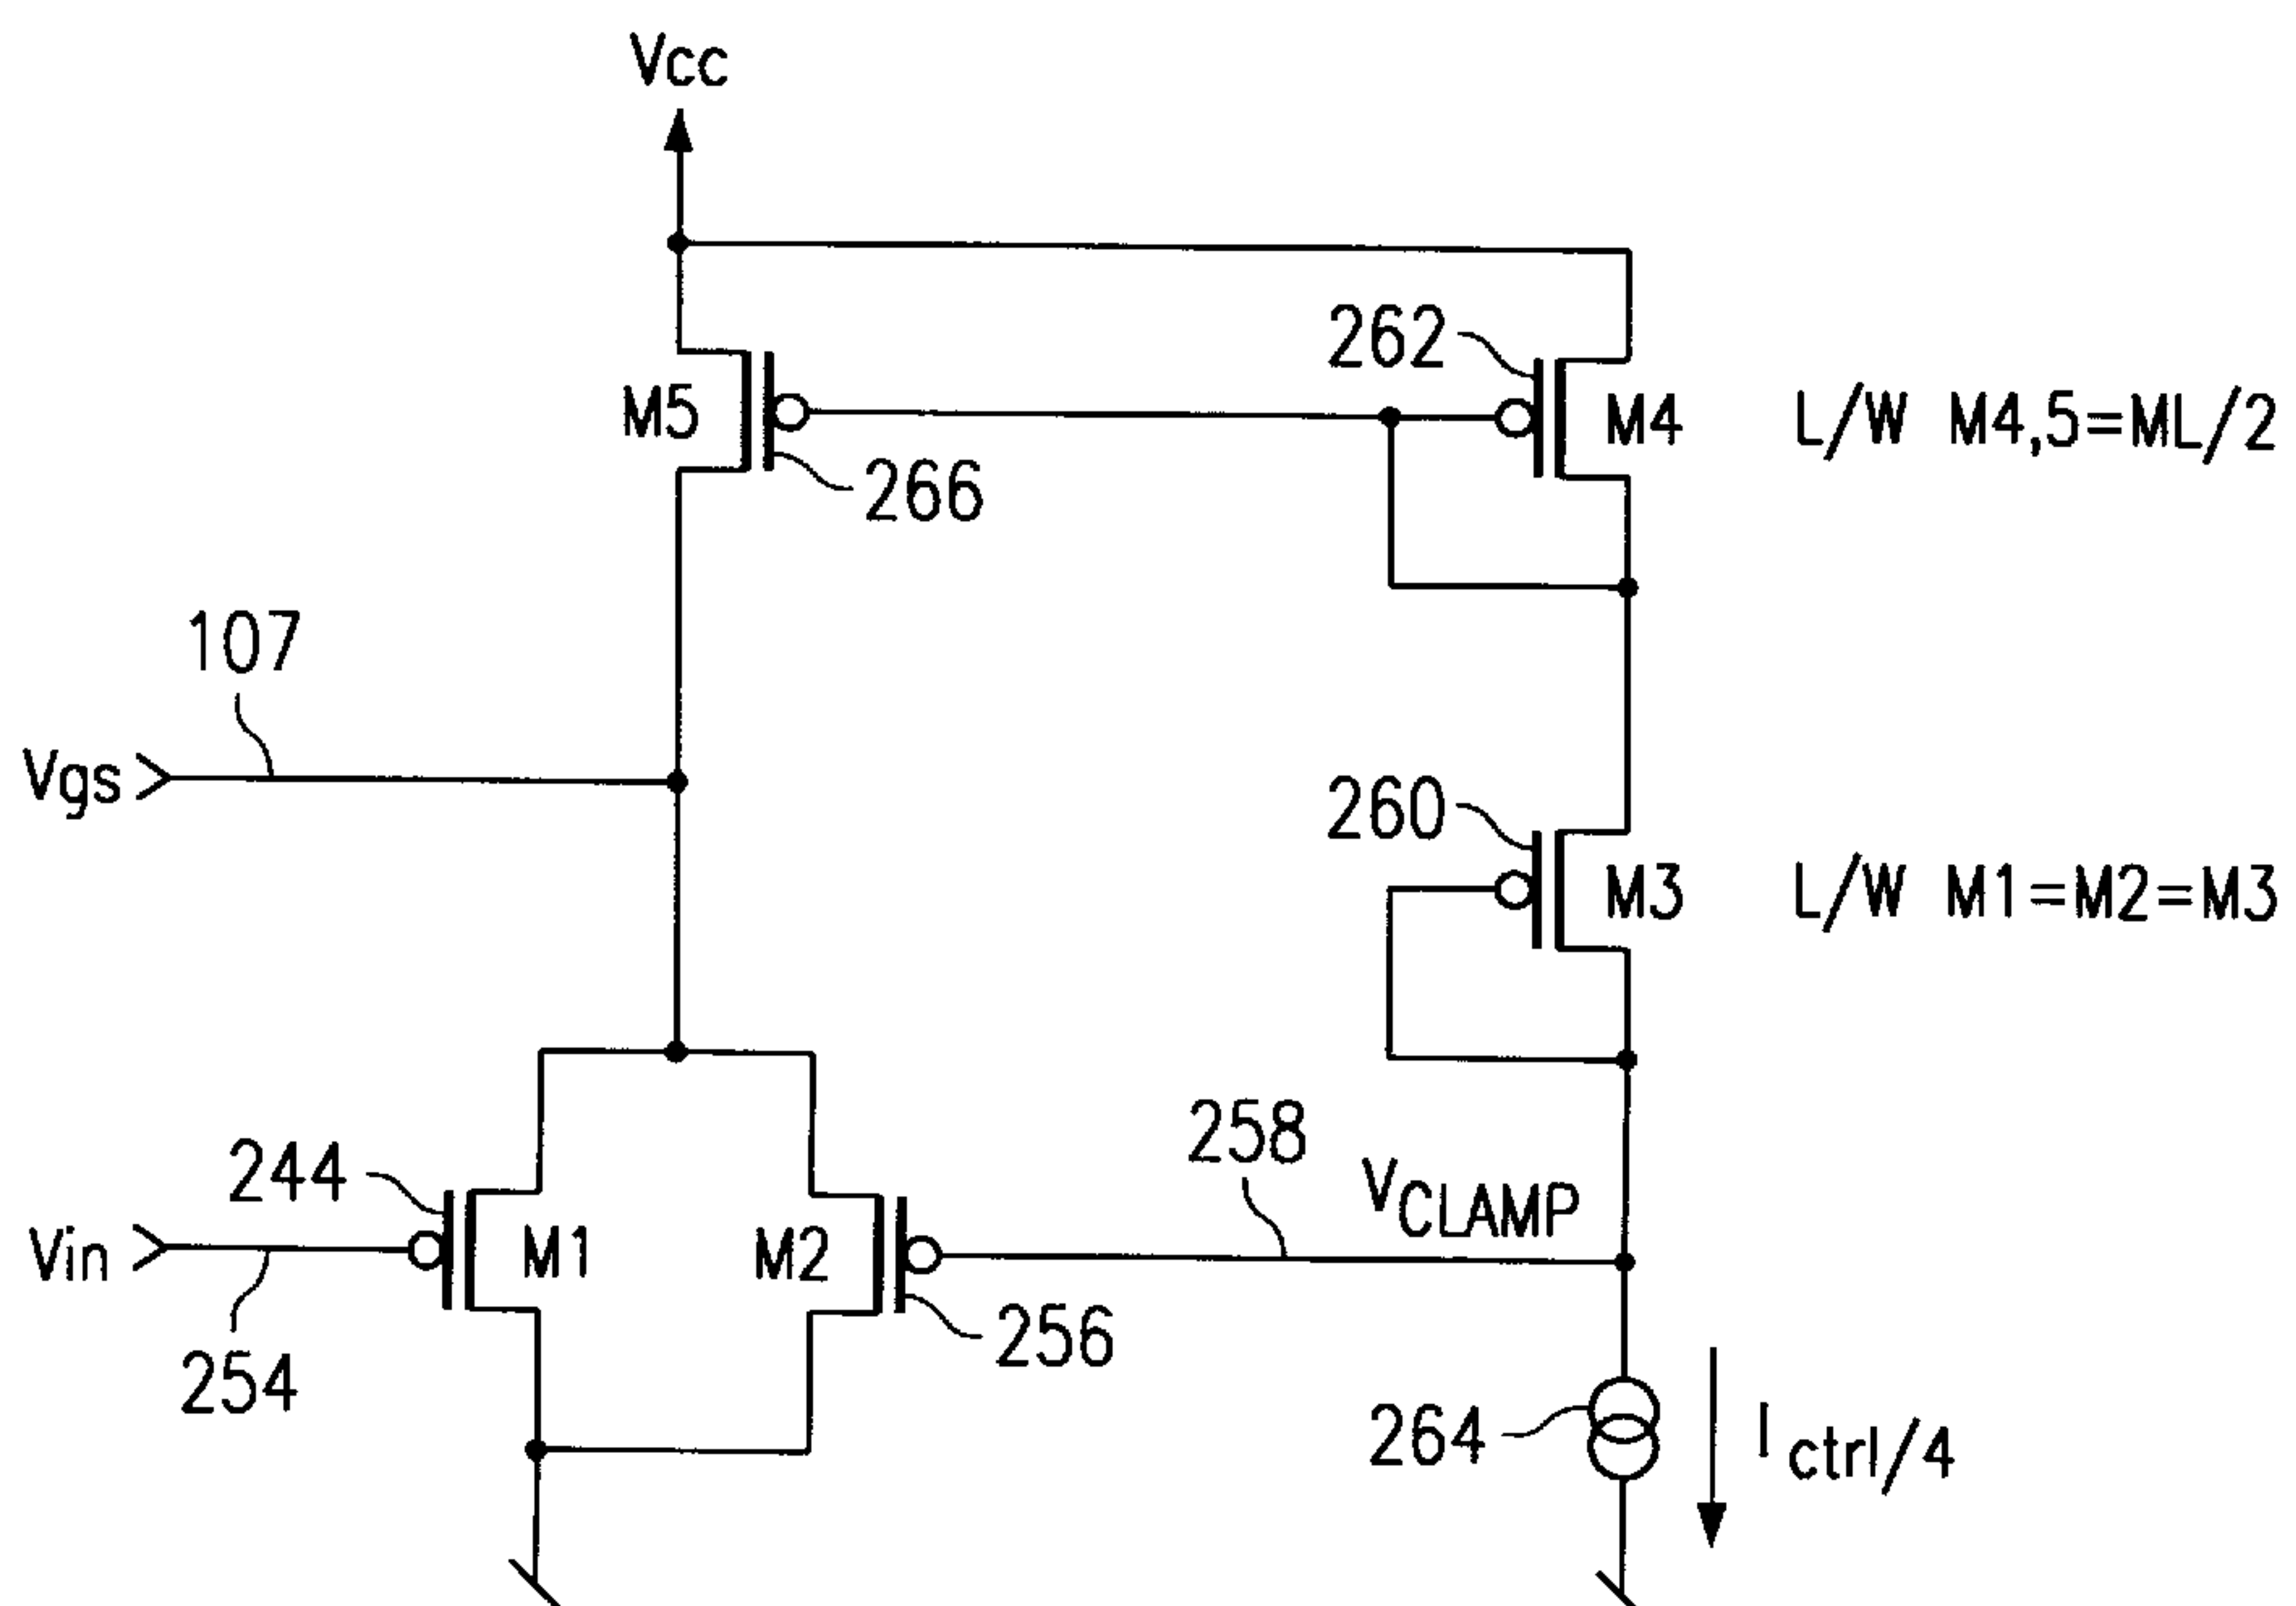 Vcc
262
M5
M4
L/W M4,5=ML/2
266
107
Vgs
260
M3
L/W M1=M2=M3
244
258
VCLAMP
Vin
M1
M2
254
256
264
Ictrl/4